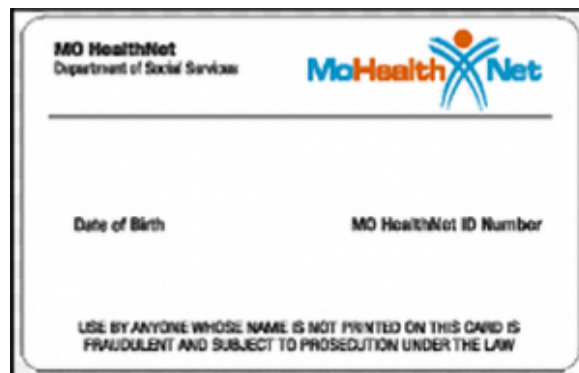 MO HealthNet
Department of Social Services
MoHealthNet
Date of Birth
MO HealthNet ID Number
USE BY ANYONE WHOSE NAME IS NOT PRINTED ON THIS CARD IS
FRAUDULENT AND SUBJECT TO PROSECUTION UNDER THE LAW